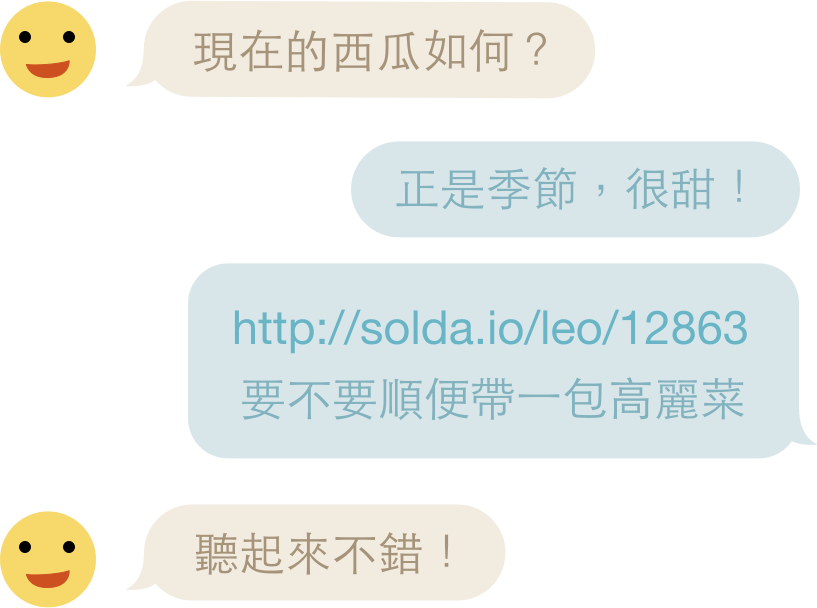 現在的西瓜如何？
正是季節，很甜！
http://solda.io/leo/12863
要不要順便帶一包高麗菜
聽起來不錯！